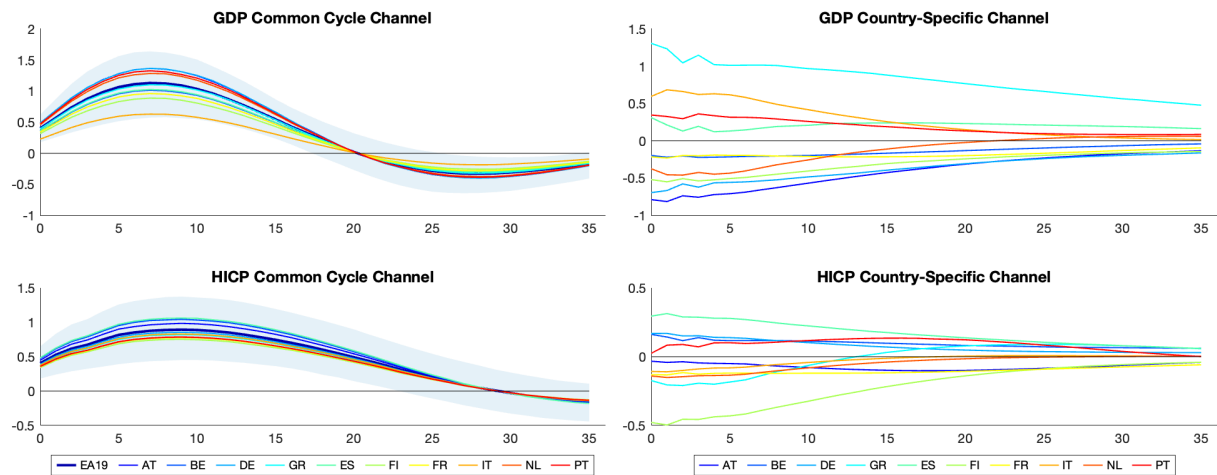 GDP Common Cycle Channel
2
1.5
1
0.5
0
-0.5
-1
0 5 10 15 20 25 30 35
GDP Country-Specific Channel
1.5
1
0.5
0
-0.5
-1
0 5 10 15 20 25 30 35
HICP Common Cycle Channel
1.5
1
0.5
0
-0.5
0 5 10 15 20 25 30 35
EA19 AT BE DE GR ES FI FR IT NL PT
HICP Country-Specific Channel
0.5
0
-0.5
0 5 10 15 20 25 30 35
AT BE DE GR ES FI FR IT NL PT